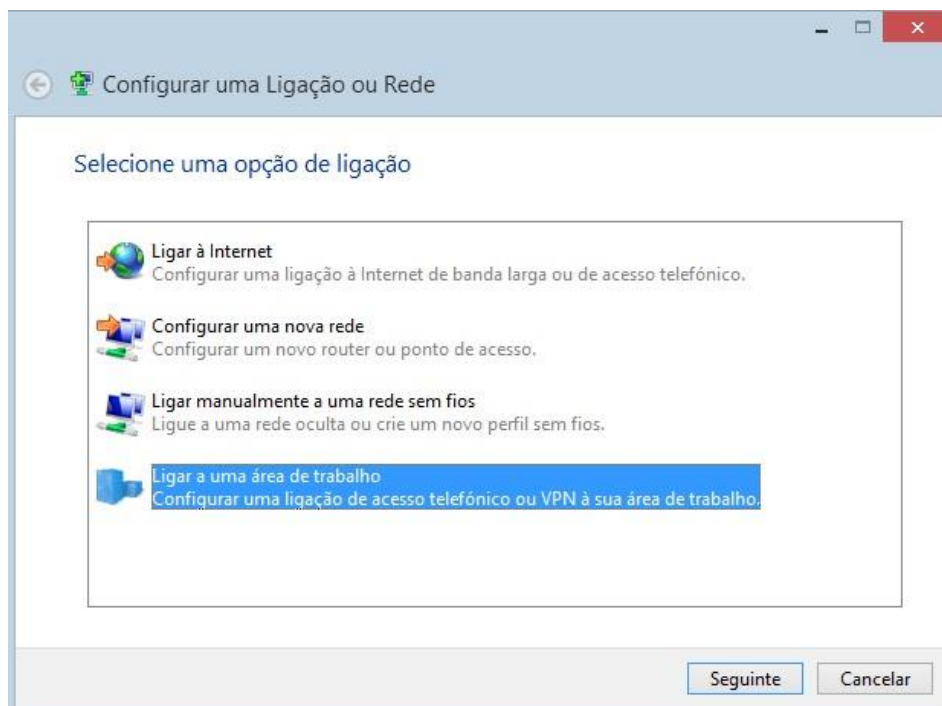 Configurar uma Ligação ou Rede
Selecione uma opção de ligação
Ligar à Internet
Configurar uma ligação à Internet de banda larga ou de acesso telefónico.
Configurar uma nova rede
Configurar um novo router ou ponto de acesso.
Ligar manualmente a uma rede sem fios
Ligue a uma rede oculta ou crie um novo perfil sem fios.
Ligar a uma área de trabalho
Configurar uma ligação de acesso telefónico ou VPN à sua área de trabalho.
Seguinte
Cancelar